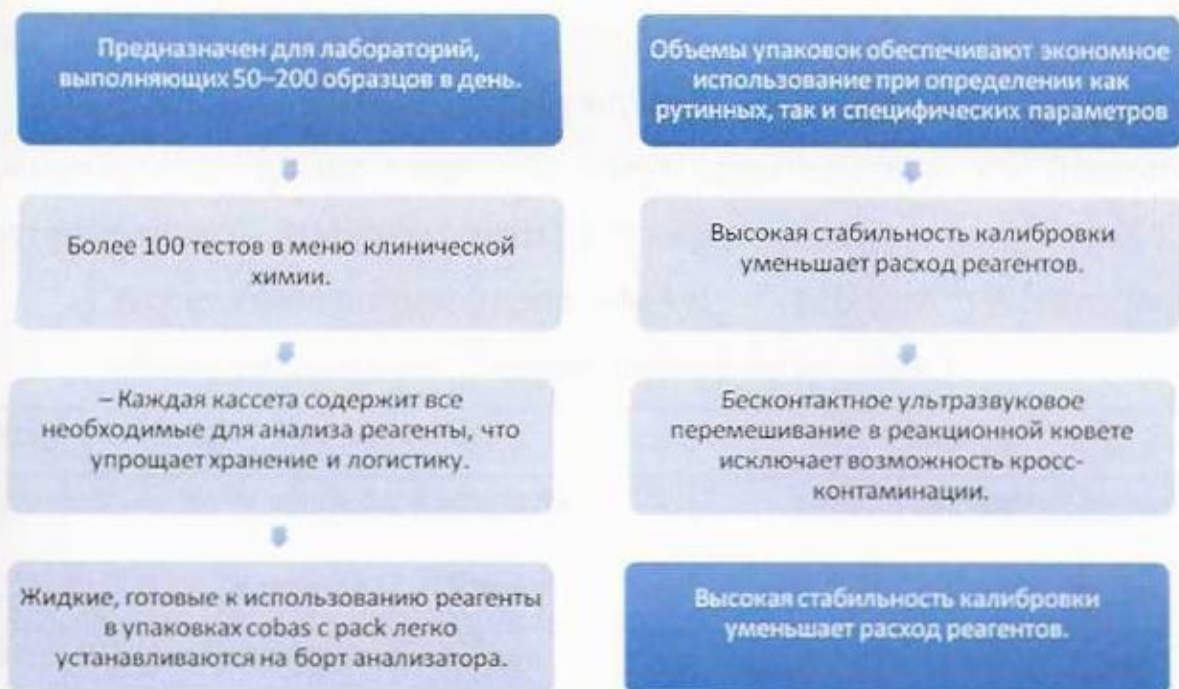 Предназначен для лабораторий,
выполняющих 50–200 образцов в день.
Более 100 тестов в меню клинической
химии.
– Каждая кассета содержит все
необходимые для анализа реагенты, что
упрощает хранение и логистику.
Жидкие, готовые к использованию реагенты
в упаковках cobas c pack легко
устанавливаются на борт анализатора.
Объемы упаковок обеспечивают экономное
использование при определении как
рутинных, так и специфических параметров
Высокая стабильность калибровки
уменьшает расход реагентов.
Бесконтактное ультразвуковое
перемешивание в реакционной кювете
исключает возможность кросс-
контаминации.
Высокая стабильность калибровки
уменьшает расход реагентов.